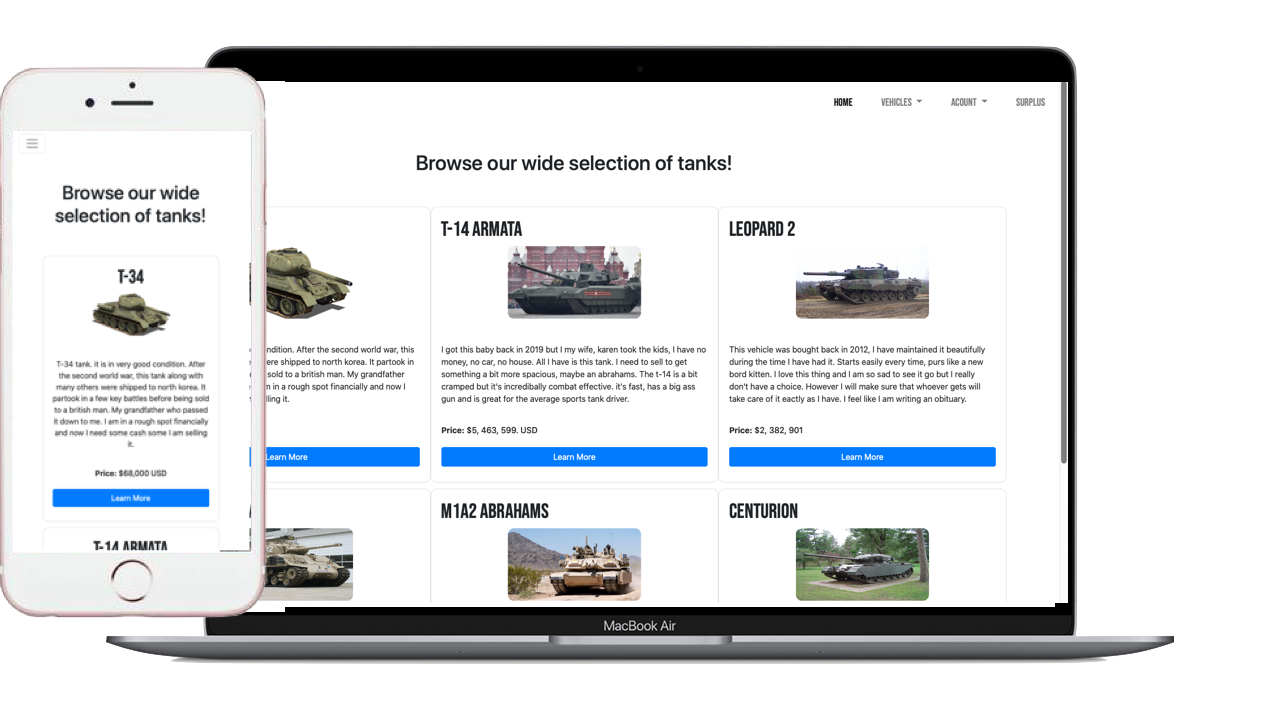 Browse our wide
selection of tanks!
T-34
T-34 tank. it is in very good condition. After
the second world war, this tank along with
many others were shipped to north korea. It
partook in a few key battles before being sold
to a british man. My grandfather who passed
it down to me. I am in a rough spot financially
and now I need some cash some I am selling
it.
Price: $68,000 USD
Learn More
T-14 ARMATA
HOME
VEHICLES
ACOUNT
SURPLUS
Browse our wide selection of tanks!
ndition. After the second world war, this
ere shipped to north korea. It partook in
sold to a british man. My grandfather
m in a rough spot financially and now I
lling it.
Learn More
T-14 ARMATA
I got this baby back in 2019 but I my wife, karen took the kids, I have no
money, no car, no house. All I have is this tank. I need to sell to get
something a bit more spacious, maybe an abrahams. The t-14 is a bit
cramped but it's incredibally combat effective. it's fast, has a big ass
gun and is great for the average sports tank driver.
Price: $5, 463, 599. USD
Learn More
LEOPARD 2
This vehicle was bought back in 2012, I have maintained it beautifully
during the time I have had it. Starts easily every time, purs like a new
bord kitten. I love this thing and I am so sad to see it go but I really
don't have a choice. However I will make sure that whoever gets will
take care of it eactly as I have. I feel like I am writing an obituary.
Price: $2, 382, 901
Learn More
M1A2 ABRAHAMS
CENTURION
MacBook Air